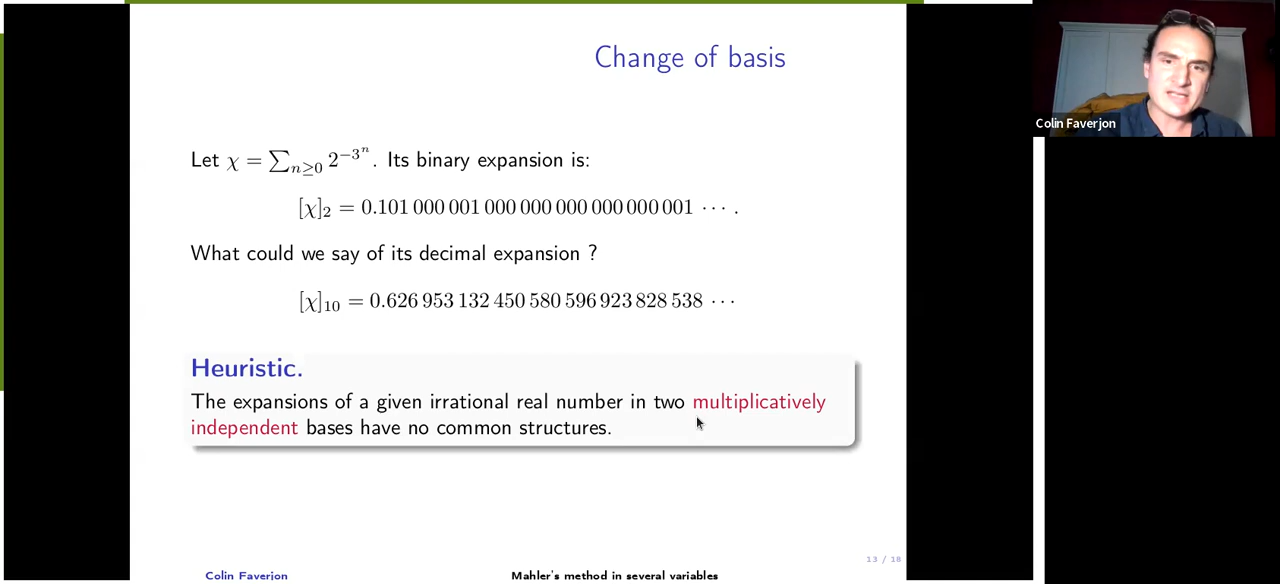 Change of basis
Colin Faverjon
Let χ = ∑ₙ≥₀ 2^{−3^n}. Its binary expansion is:
[χ]₂ = 0.101 000 001 000 000 000 000 000 001 ··· .
What could we say of its decimal expansion ?
[χ]₁₀ = 0.626 953 132 450 580 596 923 828 538 ···
Heuristic.
The expansions of a given irrational real number in two multiplicatively
independent bases have no common structures.
13 / 18
Colin Faverjon Mahler's method in several variables